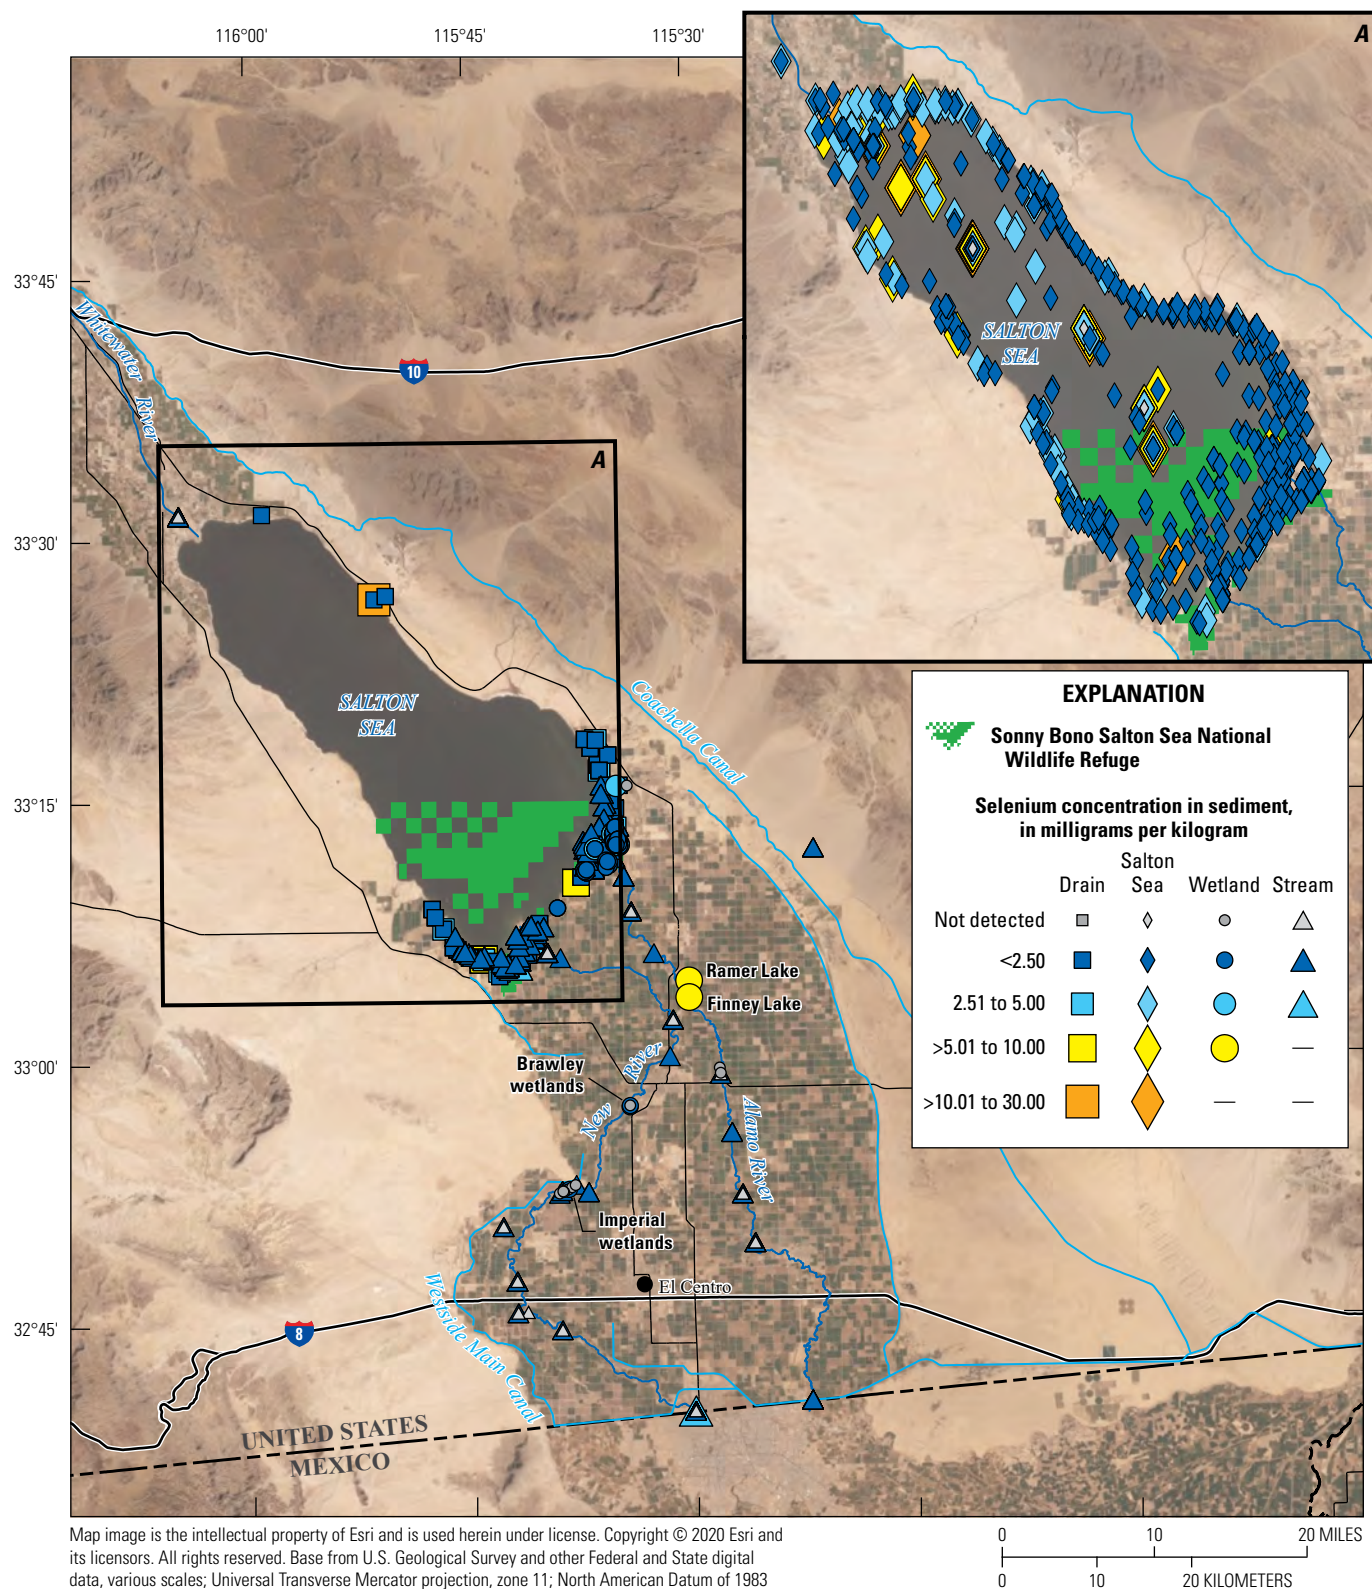 116°00'
115°45'
115°30'
A
33°45'
33°30'
33°15'
33°00'
32°45'
Whitewater River
10
A
SALTON
SEA
SALTON
SEA
Coachella Canal
EXPLANATION
Sonny Bono Salton Sea National
Wildlife Refuge
Selenium concentration in sediment,
in milligrams per kilogram
Drain
Salton
Sea
Wetland
Stream
Not detected
<2.50
2.51 to 5.00
>5.01 to 10.00
—
>10.01 to 30.00
—
—
Ramer Lake
Finney Lake
Brawley
wetlands
New River
Alamo River
Imperial
wetlands
El Centro
Westside Main Canal
8
UNITED STATES
MEXICO
Map image is the intellectual property of Esri and is used herein under license. Copyright © 2020 Esri and
its licensors. All rights reserved. Base from U.S. Geological Survey and other Federal and State digital
data, various scales; Universal Transverse Mercator projection, zone 11; North American Datum of 1983
0 10 20 MILES
0 10 20 KILOMETERS